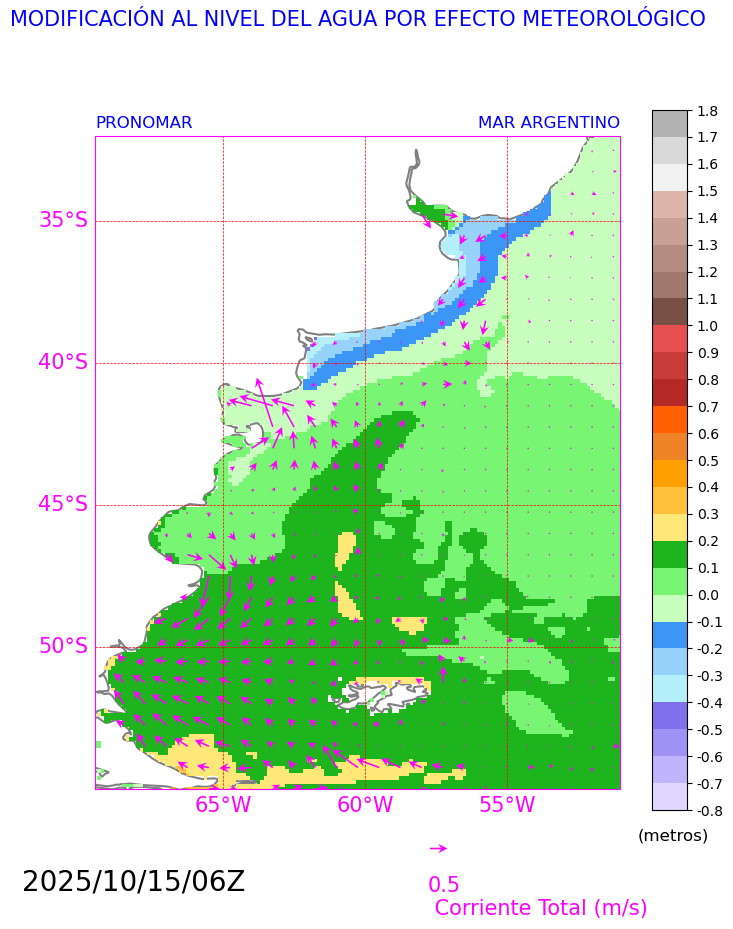 MODIFICACIÓN AL NIVEL DEL AGUA POR EFECTO METEOROLÓGICO
PRONOMAR MAR ARGENTINO
35°S
40°S
45°S
50°S
65°W 60°W 55°W
1.8
1.7
1.6
1.5
1.4
1.3
1.2
1.1
1.0
0.9
0.8
0.7
0.6
0.5
0.4
0.3
0.2
0.1
0.0
-0.1
-0.2
-0.3
-0.4
-0.5
-0.6
-0.7
-0.8
(metros)
2025/10/15/06Z
0.5
Corriente Total (m/s)